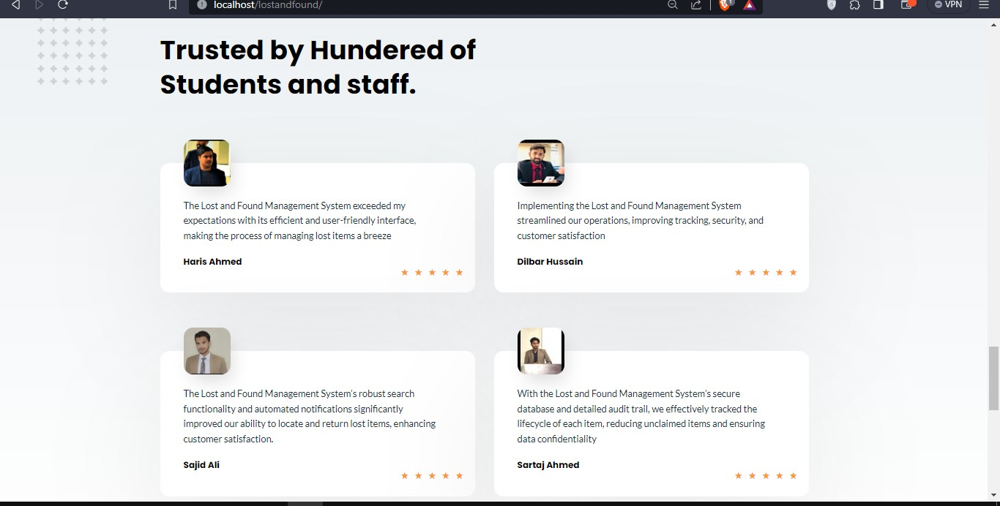 localhost/lostandfound/
1
VPN
Trusted by Hundered of
Students and staff.
The Lost and Found Management System exceeded my
expectations with its efficient and user-friendly interface,
making the process of managing lost items a breeze
Haris Ahmed
★ ★ ★ ★ ★
Implementing the Lost and Found Management System
streamlined our operations, improving tracking, security, and
customer satisfaction
Dilbar Hussain
★ ★ ★ ★ ★
The Lost and Found Management System's robust search
functionality and automated notifications significantly
improved our ability to locate and return lost items, enhancing
customer satisfaction.
Sajid Ali
★ ★ ★ ★ ★
With the Lost and Found Management System's secure
database and detailed audit trail, we effectively tracked the
lifecycle of each item, reducing unclaimed items and ensuring
data confidentiality
Sartaj Ahmed
★ ★ ★ ★ ★